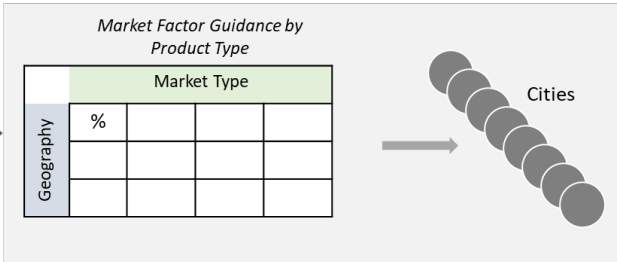 Market Factor Guidance by
Product Type
Market Type
Geography
%
Cities